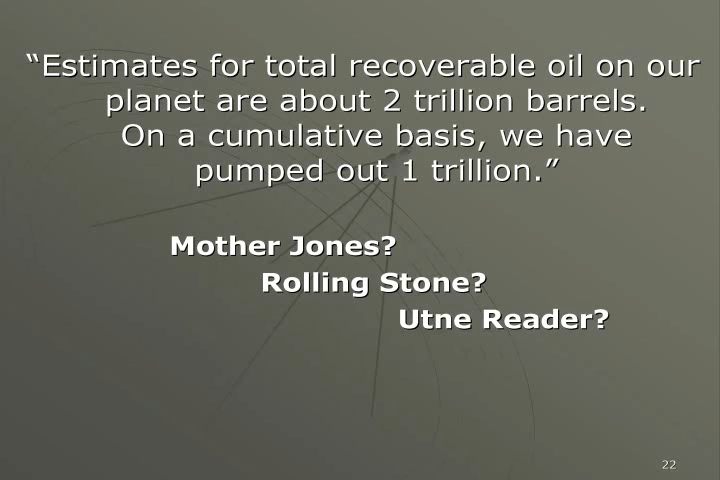 “Estimates for total recoverable oil on our
planet are about 2 trillion barrels.
On a cumulative basis, we have
pumped out 1 trillion.”
Mother Jones?
Rolling Stone?
Utne Reader?
22